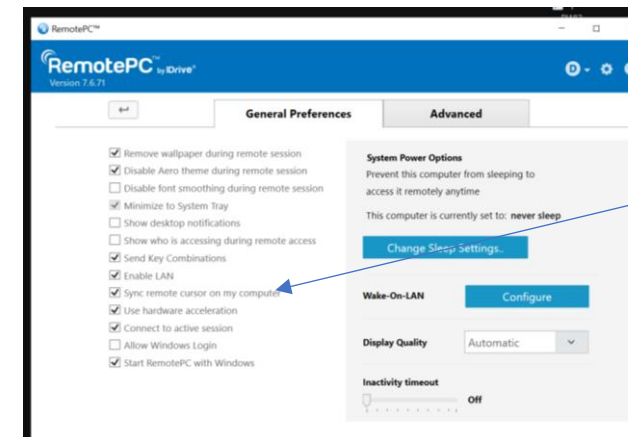 RemotePC™
RemotePC™ by IDrive®
Version 7.6.71
D
General Preferences
Advanced
Remove wallpaper during remote session
Disable Aero theme during remote session
Disable font smoothing during remote session
Minimize to System Tray
Show desktop notifications
Show who is accessing during remote access
Send Key Combinations
Enable LAN
Sync remote cursor on my computer
Use hardware acceleration
Connect to active session
Allow Windows Login
Start RemotePC with Windows
System Power Options
Prevent this computer from sleeping to
access it remotely anytime
This computer is currently set to: never sleep
Change Sleep Settings..
Wake-On-LAN
Configure
Display Quality
Automatic
Inactivity timeout
Off